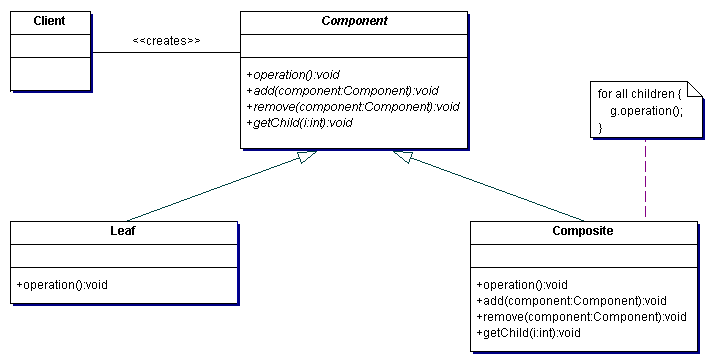 Client
<<creates>>
Component
+operation():void
+add(component:Component):void
+remove(component:Component):void
+getChild(i:int):void
for all children {
g.operation();
}
Leaf
+operation():void
Composite
+operation():void
+add(component:Component):void
+remove(component:Component):void
+getChild(i:int):void